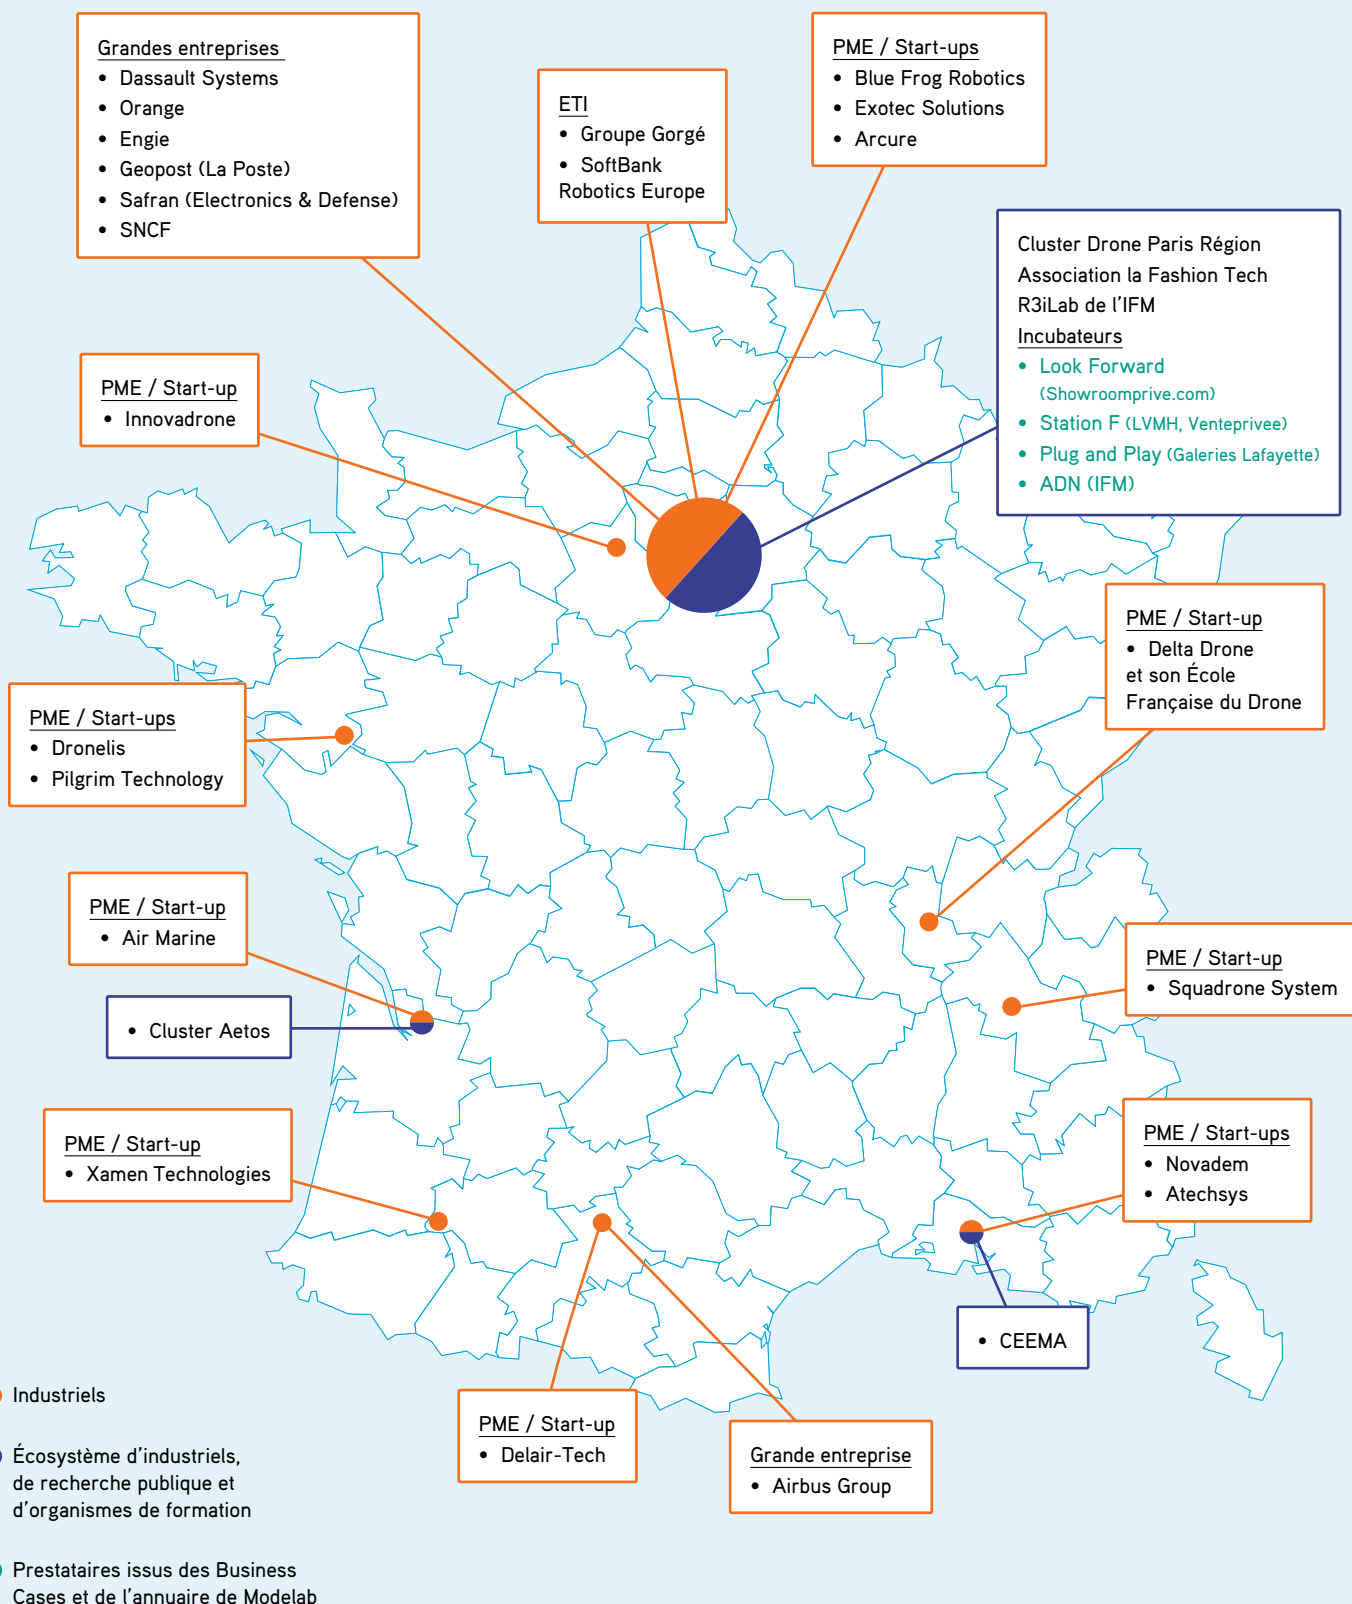 Grandes entreprises
• Dassault Systems
• Orange
• Engie
• Geopost (La Poste)
• Safran (Electronics & Defense)
• SNCF
ETI
• Groupe Gorgé
• SoftBank
Robotics Europe
PME / Start-ups
• Blue Frog Robotics
• Exotec Solutions
• Arcure
Cluster Drone Paris Région
Association la Fashion Tech
R3iLab de l'IFM
Incubateurs
• Look Forward
(Showroomprive.com)
• Station F (LVMH, Venteprivee)
• Plug and Play (Galeries Lafayette)
• ADN (IFM)
PME / Start-up
• Innovadrone
PME / Start-up
• Delta Drone
et son École
Française du Drone
PME / Start-ups
• Dronelis
• Pilgrim Technology
PME / Start-up
• Air Marine
PME / Start-up
• Squadrone System
• Cluster Aetos
PME / Start-up
• Xamen Technologies
PME / Start-ups
• Novadem
• Atechsys
• CEEMA
PME / Start-up
• Delair-Tech
Grande entreprise
• Airbus Group
Industriels
Écosystème d'industriels,
de recherche publique et
d'organismes de formation
Prestataires issus des Business
Cases et de l'annuaire de Modelab